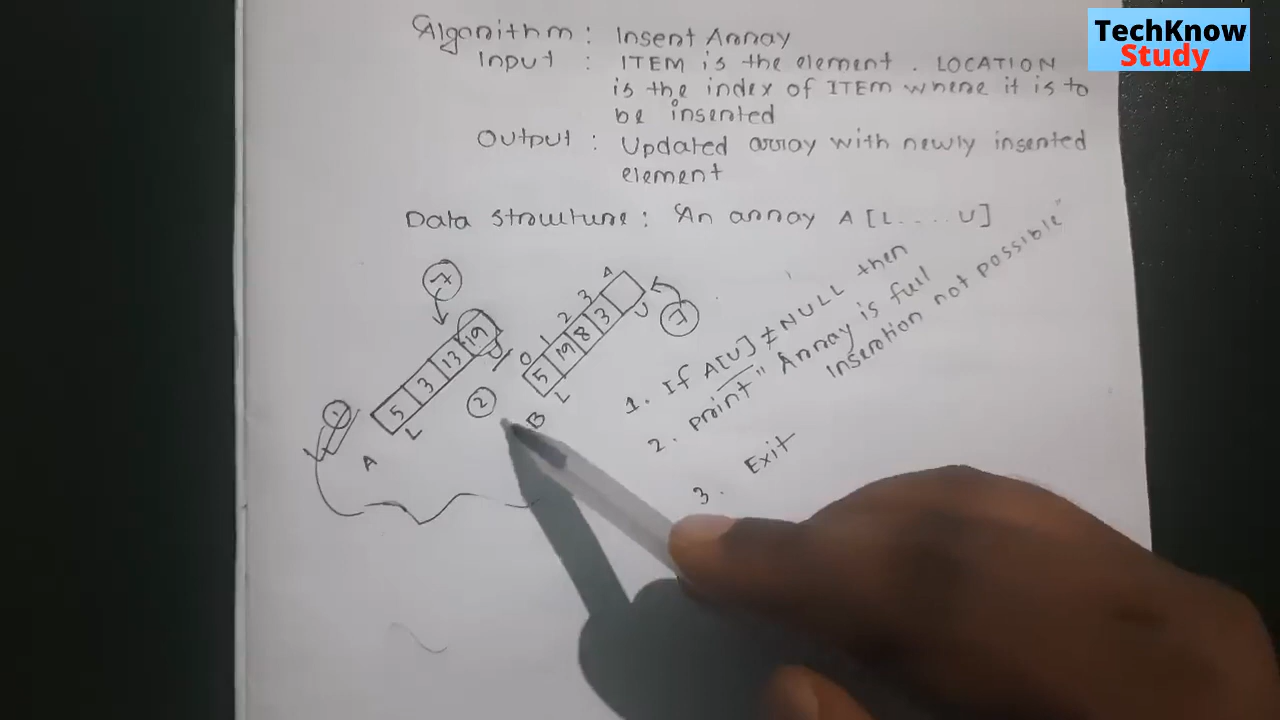 TechKnow
Study
Algorithm : Insert Array
Input : ITEM is the element . LOCATION
is the index of ITEM where it is to
be inserted
Output : Updated array with newly inserted
element
Data structure : An array A [L.....U]
7
5 3 13 19
L U
A
1
2
0 1 2 3 4
5 19 8 3
L U
B
7
1. If A[U] ≠ NULL then
2. print " Array is full
Insertion not possible "
3. Exit